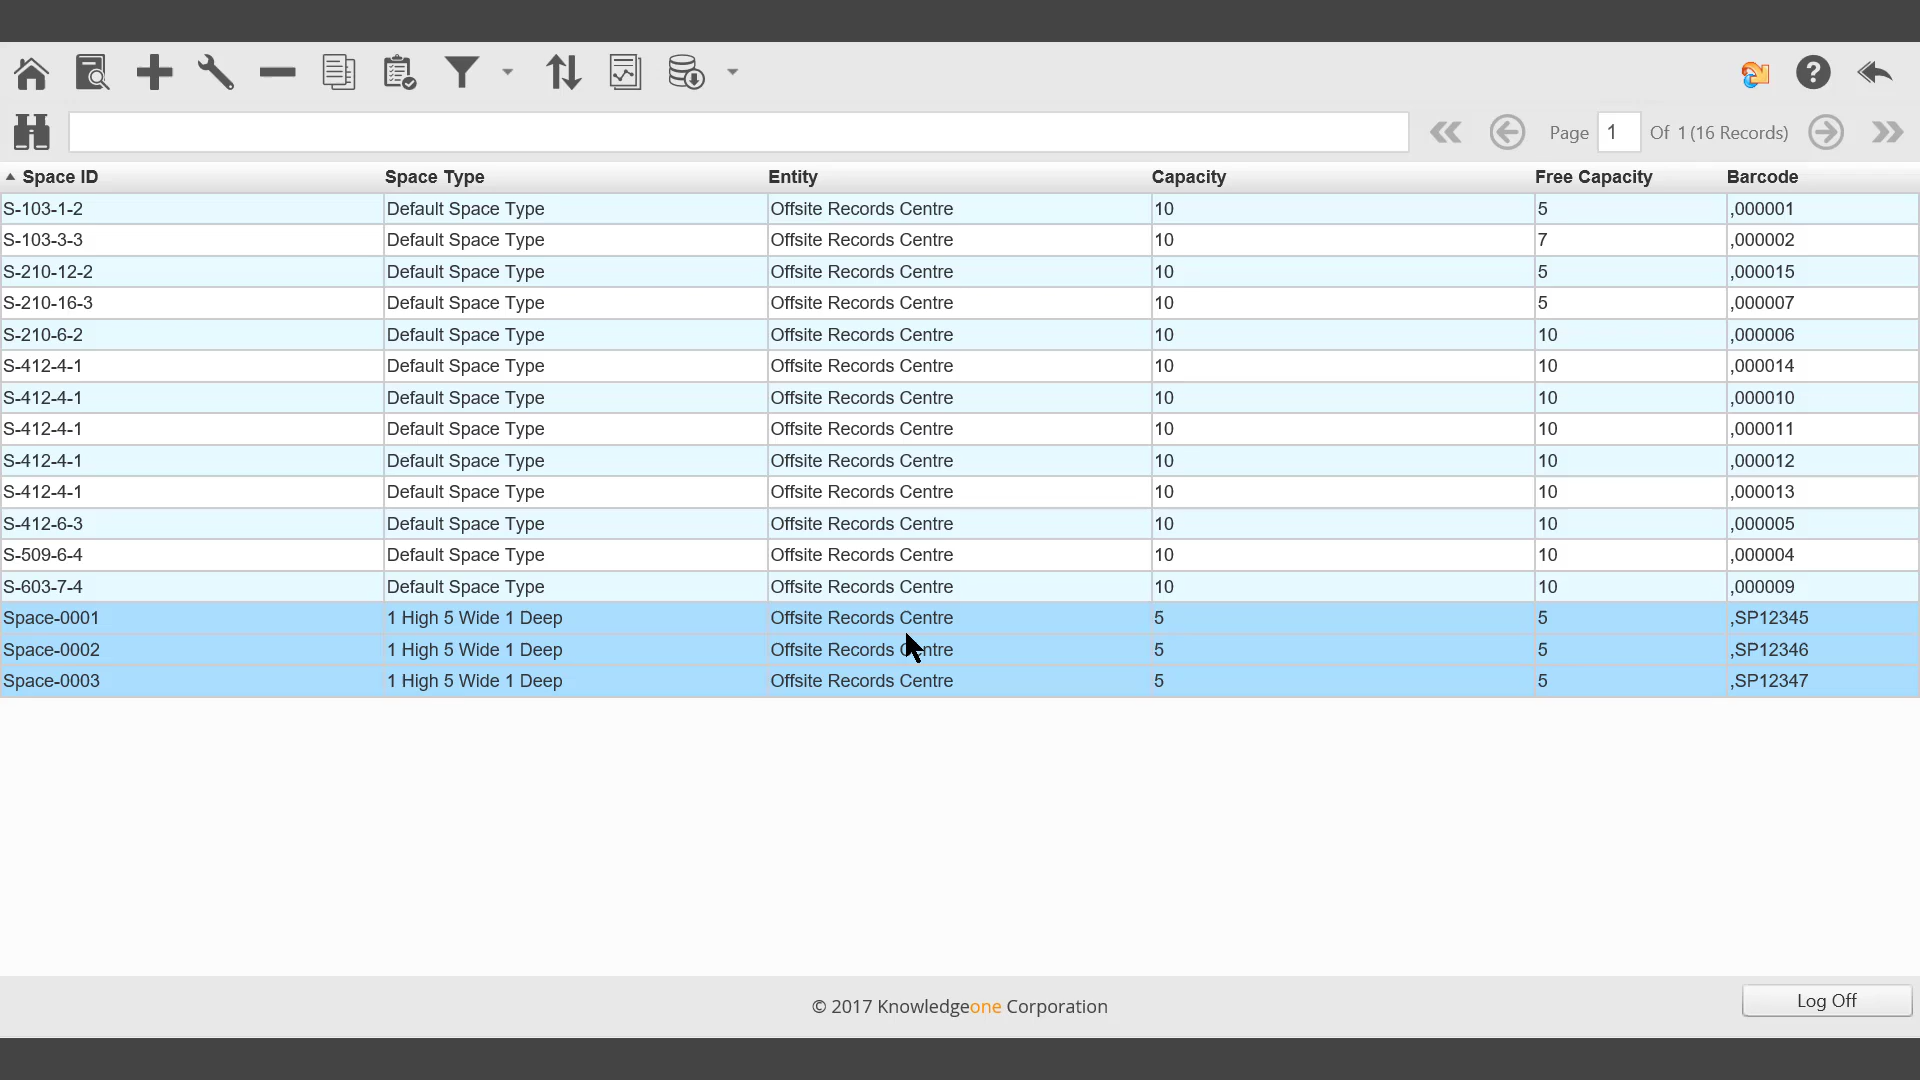 Page 1 Of 1 (16 Records)
Space ID Space Type Entity Capacity Free Capacity Barcode
S-103-1-2 Default Space Type Offsite Records Centre 10 5 ,000001
S-103-3-3 Default Space Type Offsite Records Centre 10 7 ,000002
S-210-12-2 Default Space Type Offsite Records Centre 10 5 ,000015
S-210-16-3 Default Space Type Offsite Records Centre 10 5 ,000007
S-210-6-2 Default Space Type Offsite Records Centre 10 10 ,000006
S-412-4-1 Default Space Type Offsite Records Centre 10 10 ,000014
S-412-4-1 Default Space Type Offsite Records Centre 10 10 ,000010
S-412-4-1 Default Space Type Offsite Records Centre 10 10 ,000011
S-412-4-1 Default Space Type Offsite Records Centre 10 10 ,000012
S-412-4-1 Default Space Type Offsite Records Centre 10 10 ,000013
S-412-6-3 Default Space Type Offsite Records Centre 10 10 ,000005
S-509-6-4 Default Space Type Offsite Records Centre 10 10 ,000004
S-603-7-4 Default Space Type Offsite Records Centre 10 10 ,000009
Space-0001 1 High 5 Wide 1 Deep Offsite Records Centre 5 5 ,SP12345
Space-0002 1 High 5 Wide 1 Deep Offsite Records Centre 5 5 ,SP12346
Space-0003 1 High 5 Wide 1 Deep Offsite Records Centre 5 5 ,SP12347
© 2017 Knowledgeone Corporation
Log Off